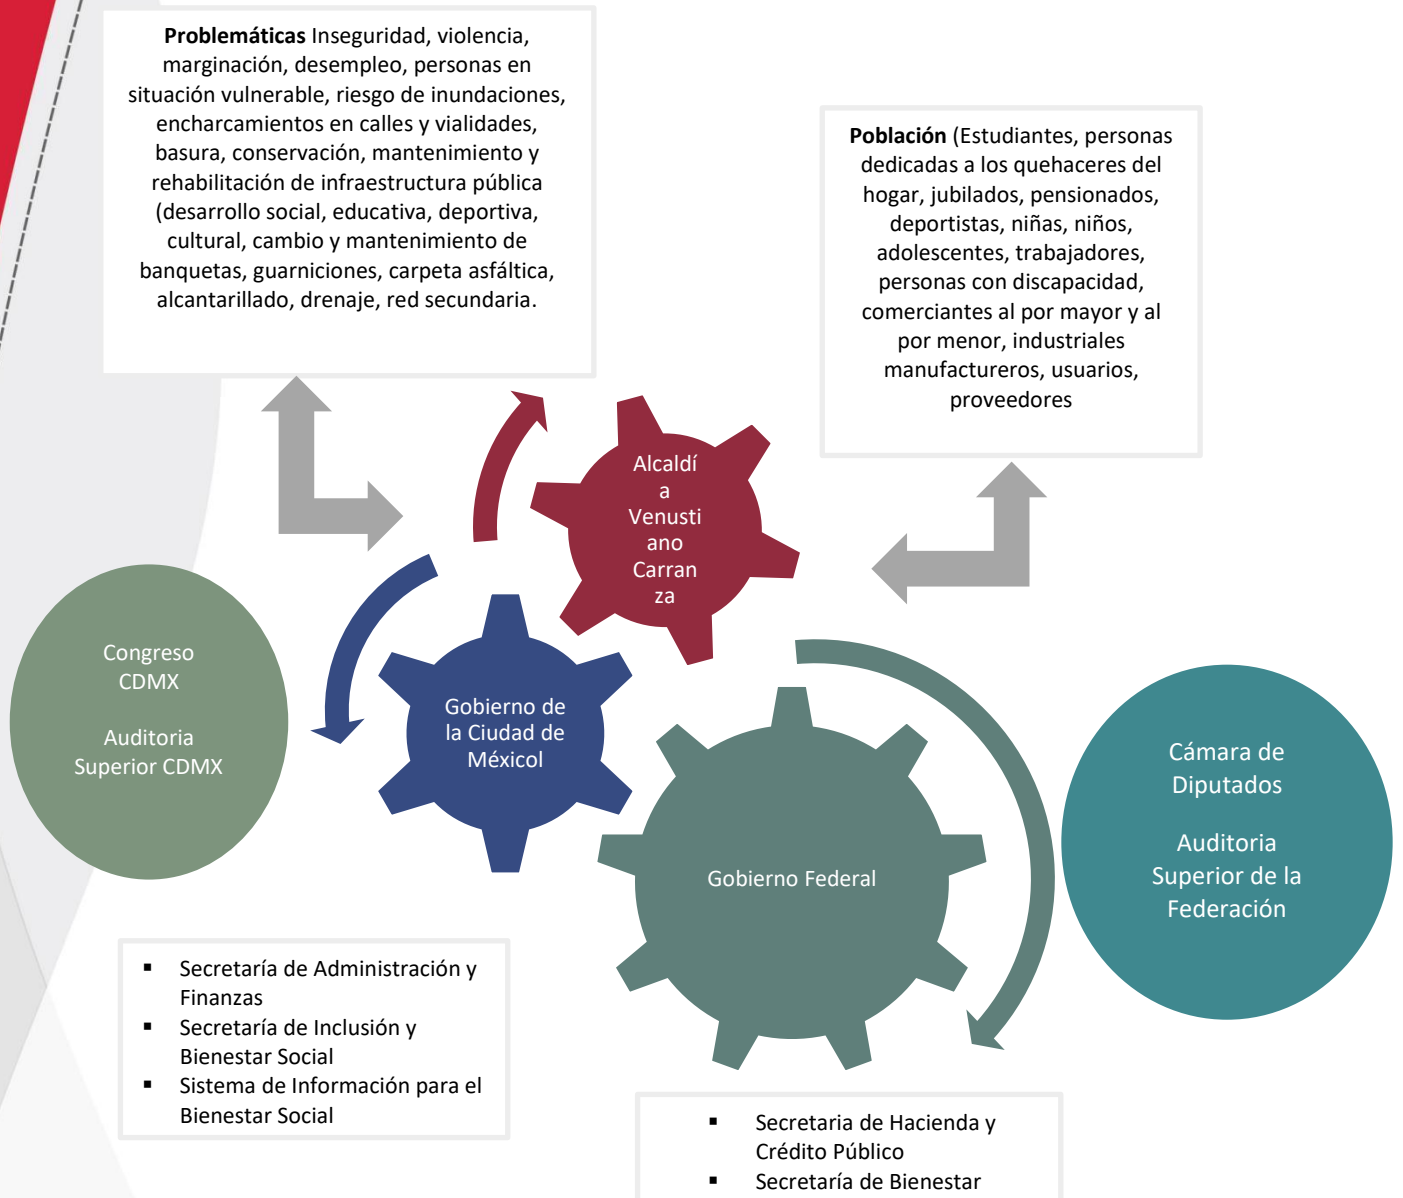 Problemáticas Inseguridad, violencia,
marginación, desempleo, personas en
situación vulnerable, riesgo de inundaciones,
encharcamientos en calles y vialidades,
basura, conservación, mantenimiento y
rehabilitación de infraestructura pública
(desarrollo social, educativa, deportiva,
cultural, cambio y mantenimiento de
banquetas, guarniciones, carpeta asfáltica,
alcantarillado, drenaje, red secundaria.
Población (Estudiantes, personas
dedicadas a los quehaceres del
hogar, jubilados, pensionados,
deportistas, niñas, niños,
adolescentes, trabajadores,
personas con discapacidad,
comerciantes al por mayor y al
por menor, industriales
manufactureros, usuarios,
proveedores
Alcaldí
a
Venusti
ano
Carran
za
Congreso
CDMX
Auditoria
Superior CDMX
Gobierno de
la Ciudad de
Méxicol
Gobierno Federal
Cámara de
Diputados
Auditoria
Superior de la
Federación
▪ Secretaría de Administración y
Finanzas
▪ Secretaría de Inclusión y
Bienestar Social
▪ Sistema de Información para el
Bienestar Social
▪ Secretaria de Hacienda y
Crédito Público
▪ Secretaría de Bienestar